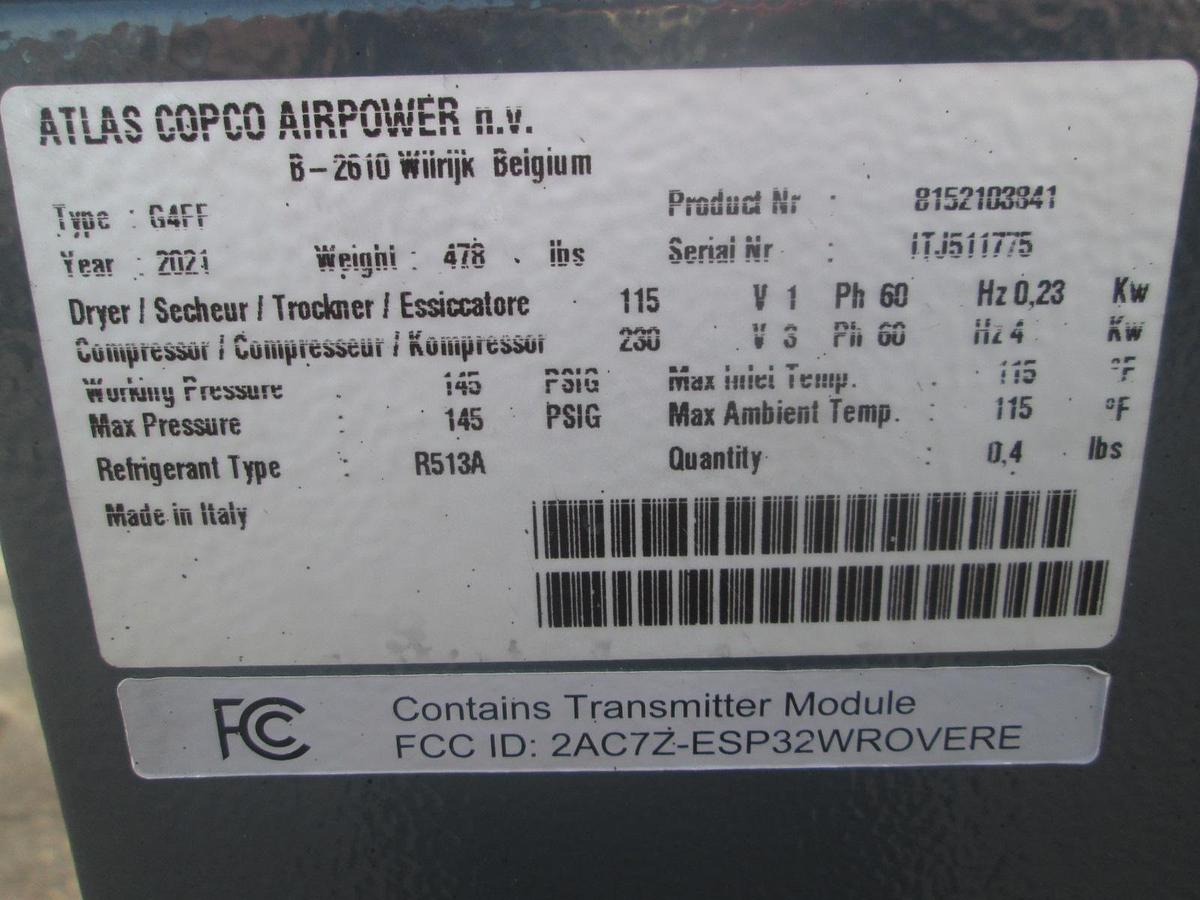 ATLAS COPCO AIRPOWER n.v.
B-2610 Wilrijk Belgium
Type : G4FF
Product Nr : 8152103841
Year : 2021 Weight : 478 . lbs
Serial Nr : ITJ511775
Dryer / Secheur / Trockner / Essiccatore 115 V 1 Ph 60 Hz 0,23 Kw
Compressor / Compresseur / Kompressor 230 V 3 Ph 60 Hz 4 Kw
Working Pressure : 145 PSIG Max Inlet Temp. : 115 °F
Max Pressure : 145 PSIG Max Ambient Temp. : 115 °F
Refrigerant Type : R513A Quantity : 0,4 lbs
Made in Italy
FC Contains Transmitter Module
FCC ID: 2AC7Z-ESP32WROVERE